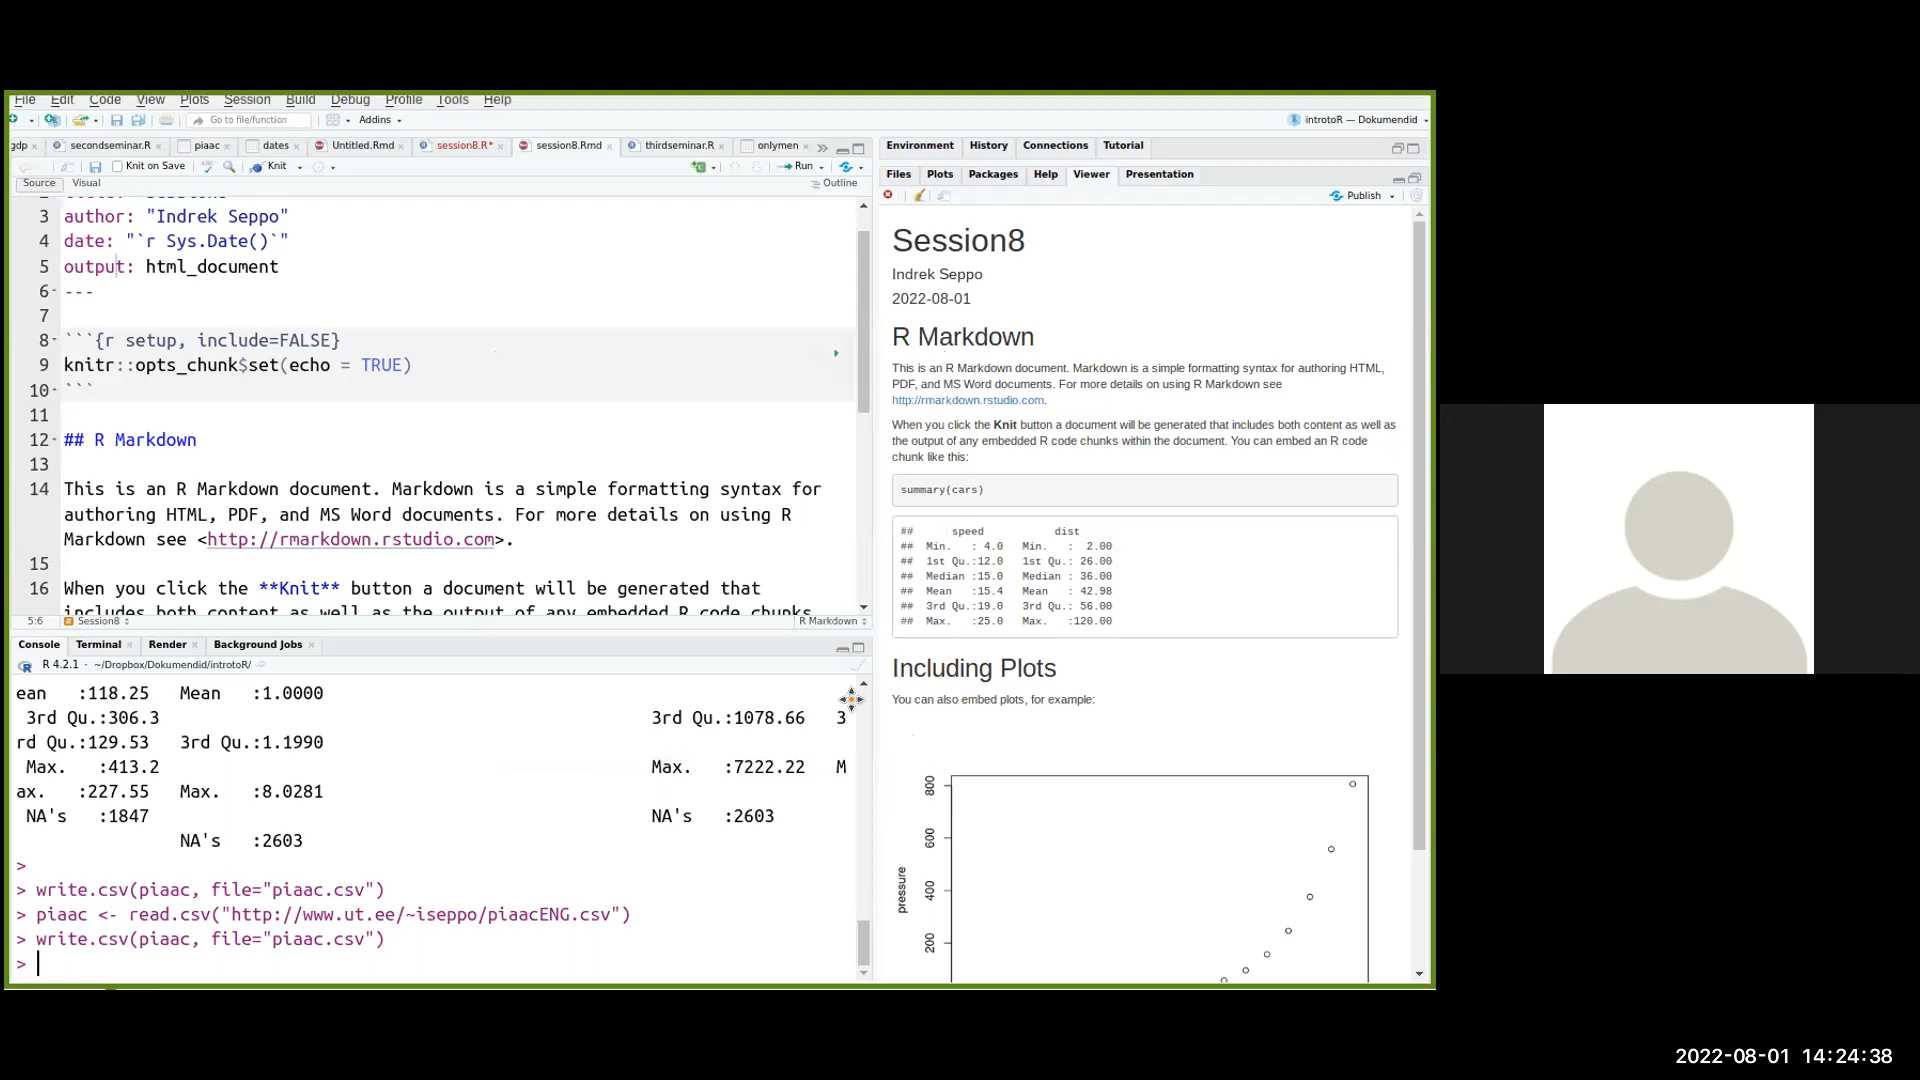 File Edit Code View Plots Session Build Debug Profile Tools Help
Go to file/function Addins introtoR — Dokumendid
gdp secondseminar.R piaac dates Untitled.Rmd session8.R* session8.Rmd thirdseminar.R onlymen
Knit on Save Knit Run
Source Visual Outline
3 author: "Indrek Seppo"
4 date: "`r Sys.Date()`"
5 output: html_document
6 ---
7
8 ```{r setup, include=FALSE}
9 knitr::opts_chunk$set(echo = TRUE)
10 ```
11
12 ## R Markdown
13
14 This is an R Markdown document. Markdown is a simple formatting syntax for
authoring HTML, PDF, and MS Word documents. For more details on using R
Markdown see <http://rmarkdown.rstudio.com>.
15
16 When you click the **Knit** button a document will be generated that
includes both content as well as the output of any embedded R code chunks
5:6 Session8 R Markdown
Console Terminal Render Background Jobs
R 4.2.1 · ~/Dropbox/Dokumendid/introtoR/
ean :118.25 Mean :1.0000
3rd Qu.:306.3 3rd Qu.:1078.66 3
rd Qu.:129.53 3rd Qu.:1.1990
Max. :413.2 Max. :7222.22 M
ax. :227.55 Max. :8.0281
NA's :1847 NA's :2603
NA's :2603
>
> write.csv(piaac, file="piaac.csv")
> piaac <- read.csv("http://www.ut.ee/~iseppo/piaacENG.csv")
> write.csv(piaac, file="piaac.csv")
>
Environment History Connections Tutorial
Files Plots Packages Help Viewer Presentation
Publish
Session8
Indrek Seppo
2022-08-01
R Markdown
This is an R Markdown document. Markdown is a simple formatting syntax for authoring HTML,
PDF, and MS Word documents. For more details on using R Markdown see
http://rmarkdown.rstudio.com.
When you click the Knit button a document will be generated that includes both content as well as
the output of any embedded R code chunks within the document. You can embed an R code
chunk like this:
summary(cars)
## speed dist
## Min. : 4.0 Min. : 2.00
## 1st Qu.:12.0 1st Qu.: 26.00
## Median :15.0 Median : 36.00
## Mean :15.4 Mean : 42.98
## 3rd Qu.:19.0 3rd Qu.: 56.00
## Max. :25.0 Max. :120.00
Including Plots
You can also embed plots, for example:
800
600
400
200
pressure
2022-08-01 14:24:38